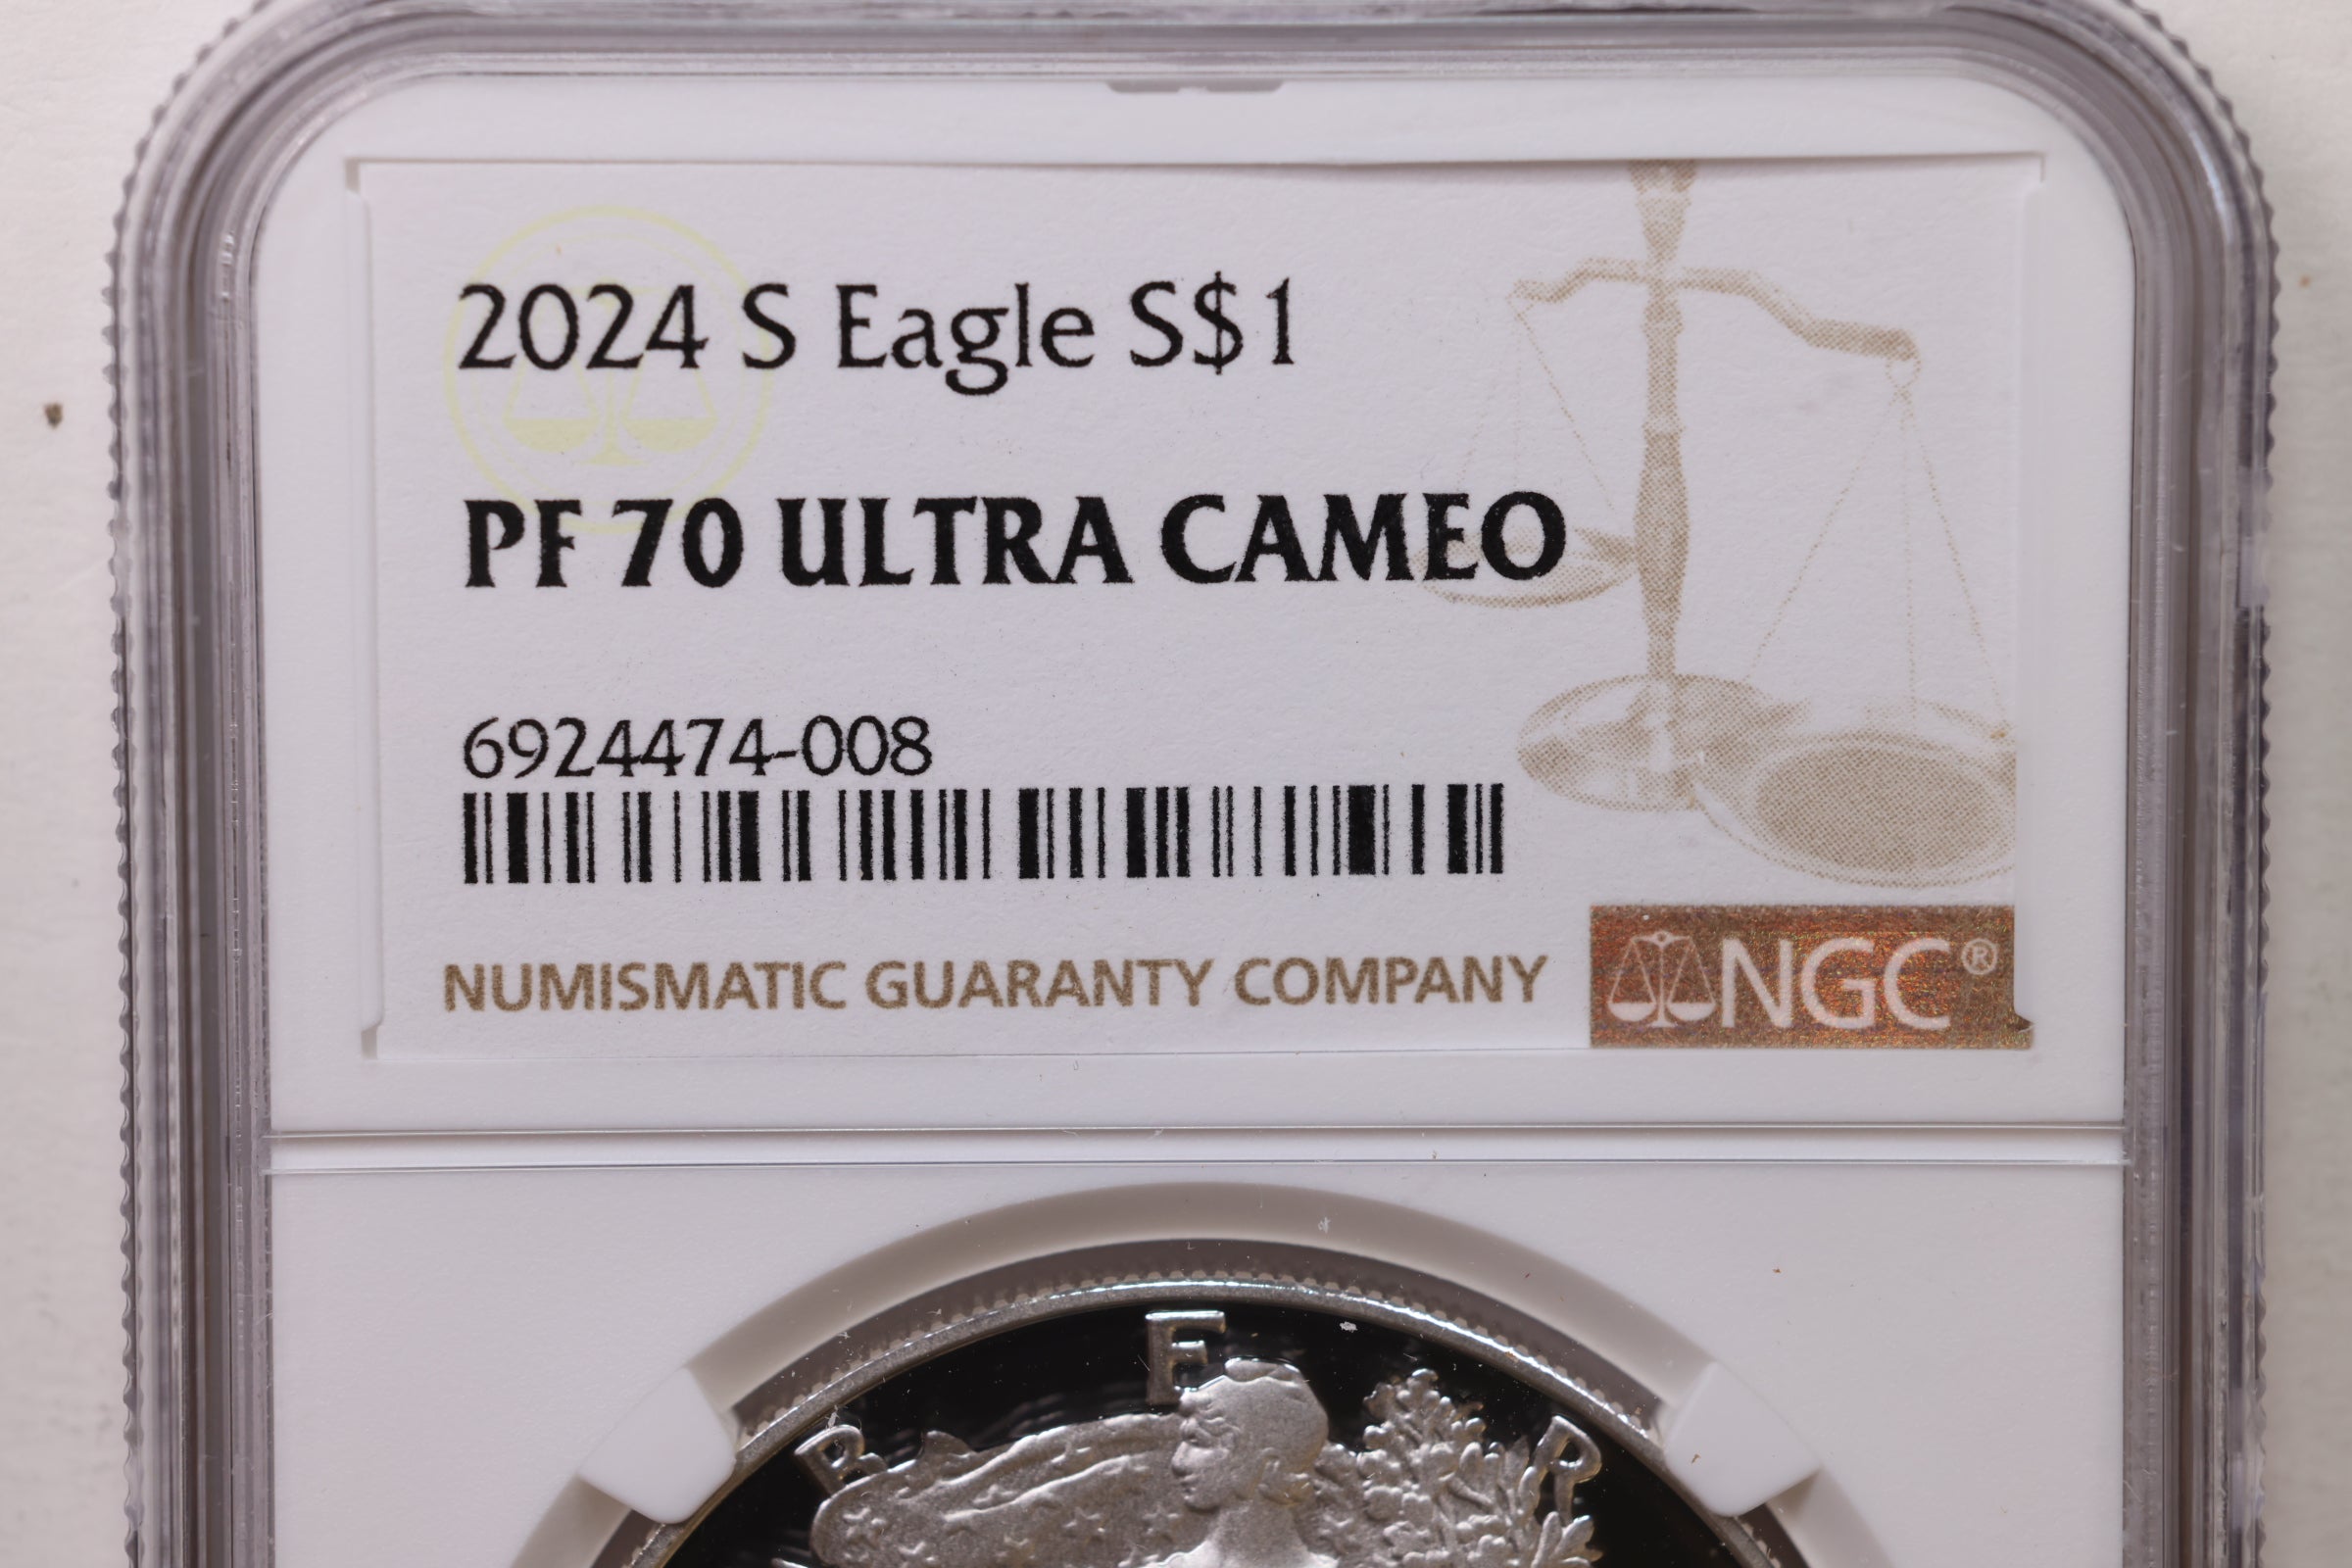 2024 S Eagle S$1
PF 70 ULTRA CAMEO
6924474-008
NUMISMATIC GUARANTY COMPANY
NGC®
B E R